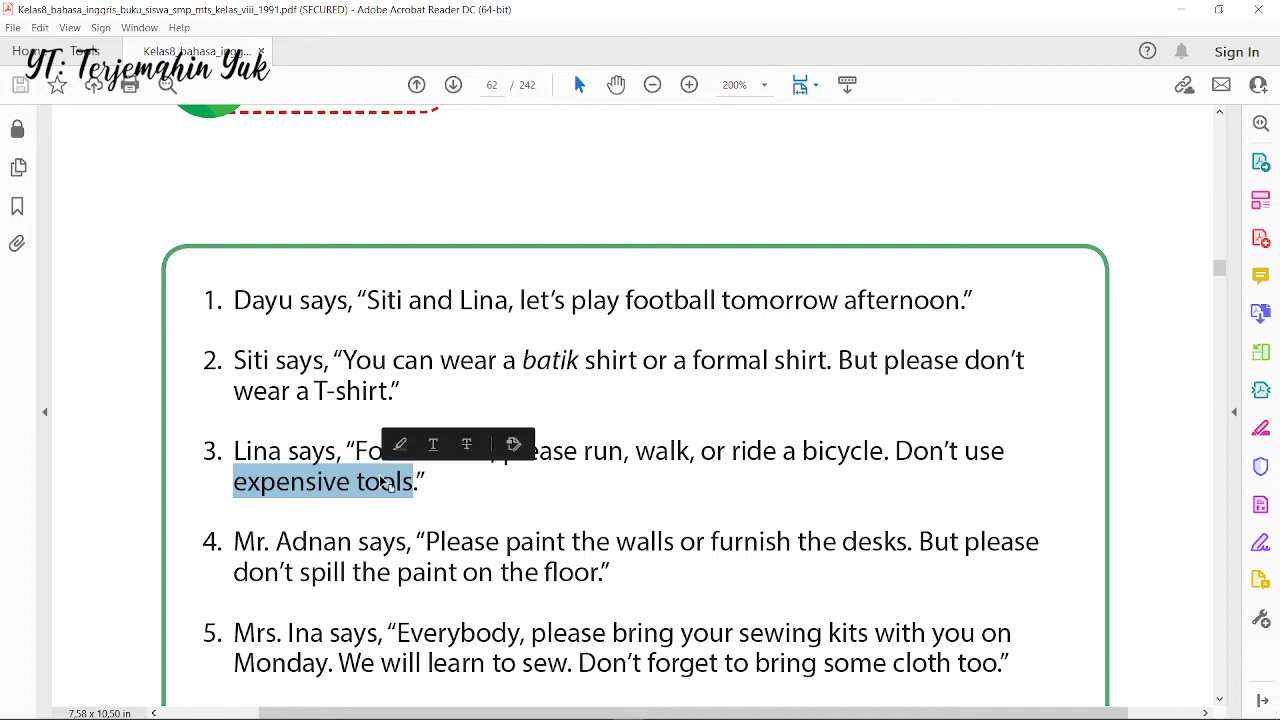 Kelas8_bahasa_inggris_buku_siswa_smp_mts_kelas_viii_1991.pdf (SECURED) - Adobe Acrobat Reader DC (64-bit)
File Edit View Sign Window Help
Tools Kelas8_bahasa_ingg... ×
YT: Terjemahin Yuk
Sign In
62 / 242 200%
1. Dayu says, “Siti and Lina, let’s play football tomorrow afternoon.”
2. Siti says, “You can wear a batik shirt or a formal shirt. But please don’t
wear a T-shirt.”
3. Lina says, “Fo please run, walk, or ride a bicycle. Don’t use
expensive tools.”
4. Mr. Adnan says, “Please paint the walls or furnish the desks. But please
don’t spill the paint on the floor.”
5. Mrs. Ina says, “Everybody, please bring your sewing kits with you on
Monday. We will learn to sew. Don’t forget to bring some cloth too.”
7,58 x 10,50 in